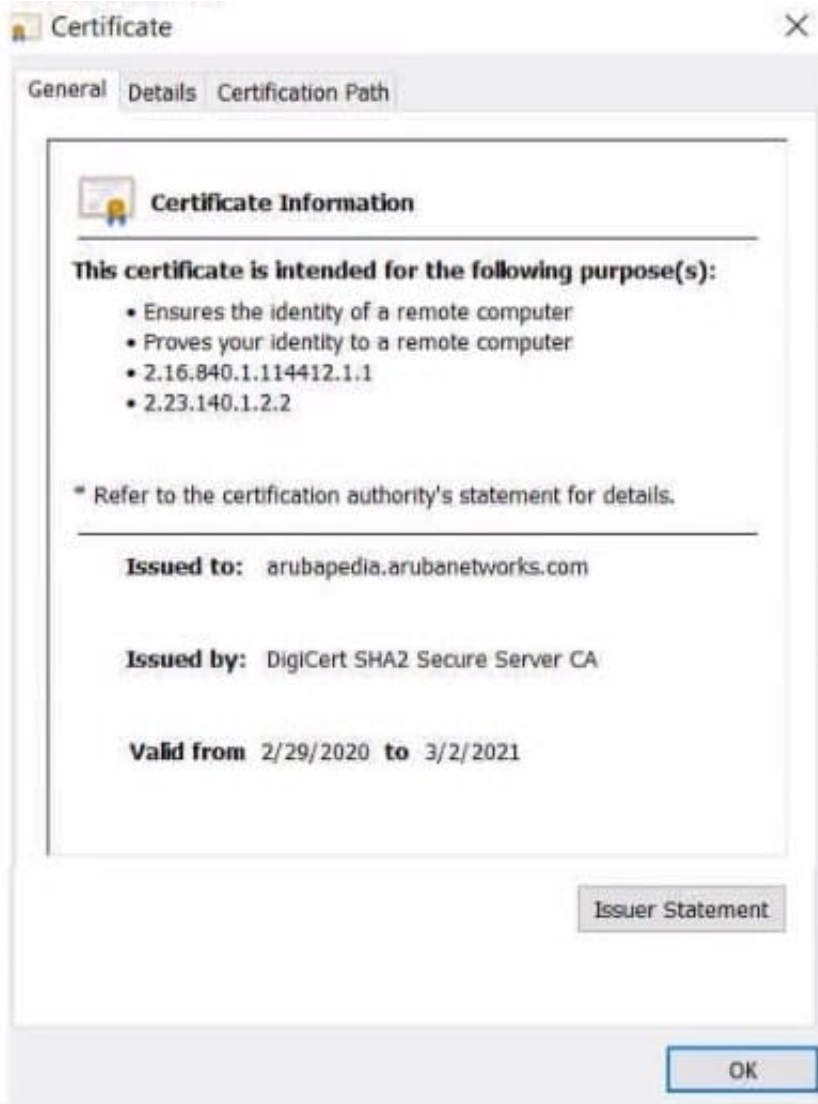 Certificate
General Details Certification Path
Certificate Information
This certificate is intended for the following purpose(s):
• Ensures the identity of a remote computer
• Proves your identity to a remote computer
• 2.16.840.1.114412.1.1
• 2.23.140.1.2.2
* Refer to the certification authority's statement for details.
Issued to: arubapedia.arubanetworks.com
Issued by: DigiCert SHA2 Secure Server CA
Valid from 2/29/2020 to 3/2/2021
Issuer Statement
OK